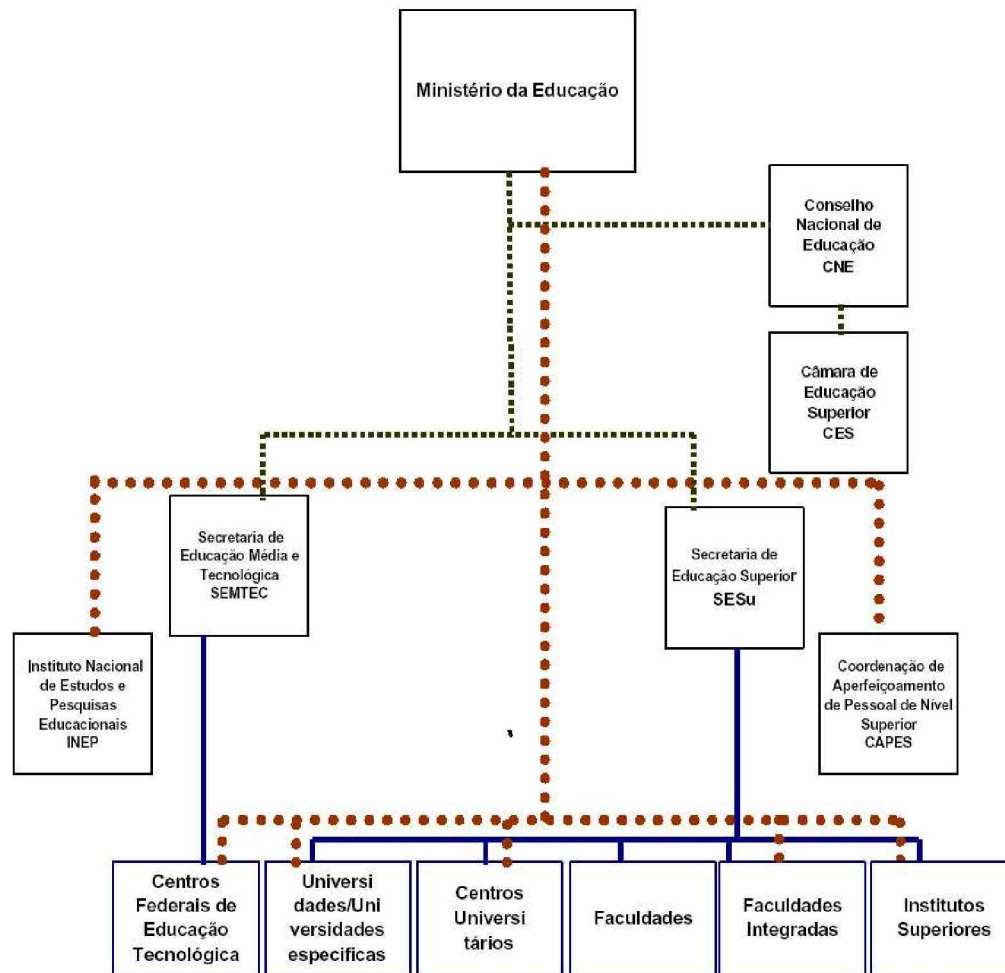 Ministério da Educação
Conselho
Nacional de
Educação
CNE
Câmara de
Educação
Superior
CES
Secretaria de
Educação Média e
Tecnológica
SEMTEC
Secretaria de
Educação Superior
SESu
Instituto Nacional
de Estudos e
Pesquisas
Educacionais
INEP
Coordenação de
Aperfeiçoamento
de Pessoal de Nível
Superior
CAPES
Centros
Federais de
Educação
Tecnológica
Universi
dades/Uni
versidades
especificas
Centros
Universi
tários
Faculdades
Faculdades
Integradas
Institutos
Superiores